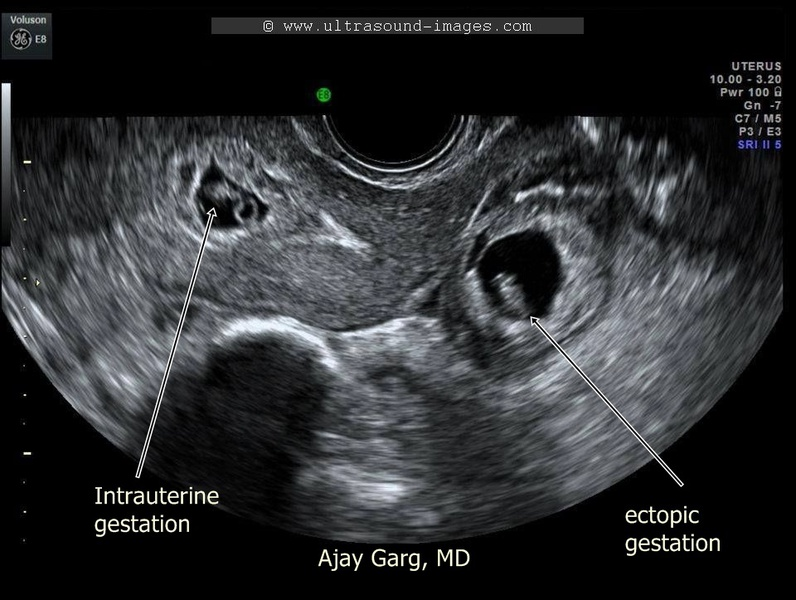 Voluson
E8
© www.ultrasound-images.com
E8
UTERUS
10.00 - 3.20
Pwr 100
Gn -7
C7 / M5
P3 / E3
SRI II 5
Intrauterine
gestation
ectopic
gestation
Ajay Garg, MD